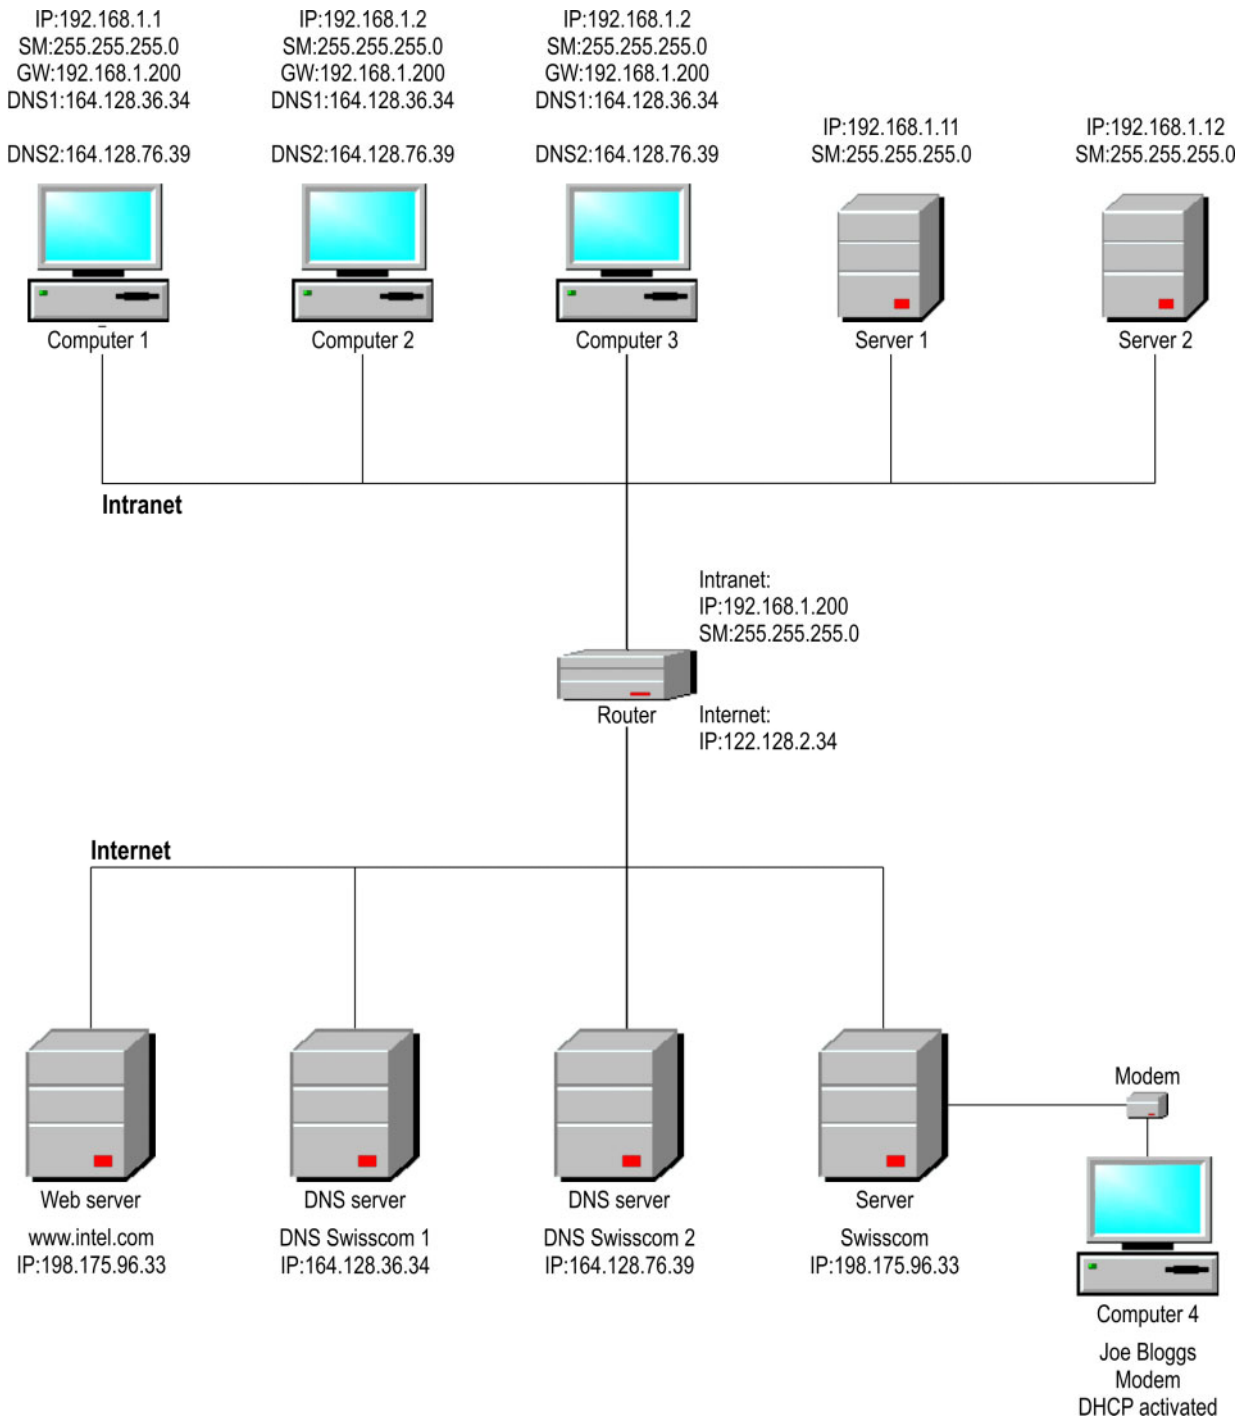 IP:192.168.1.1
SM:255.255.255.0
GW:192.168.1.200
DNS1:164.128.36.34
DNS2:164.128.76.39
Computer 1
IP:192.168.1.2
SM:255.255.255.0
GW:192.168.1.200
DNS1:164.128.36.34
DNS2:164.128.76.39
Computer 2
IP:192.168.1.2
SM:255.255.255.0
GW:192.168.1.200
DNS1:164.128.36.34
DNS2:164.128.76.39
Computer 3
IP:192.168.1.11
SM:255.255.255.0
Server 1
IP:192.168.1.12
SM:255.255.255.0
Server 2
Intranet
Intranet:
IP:192.168.1.200
SM:255.255.255.0
Router
Internet:
IP:122.128.2.34
Internet
Web server
www.intel.com
IP:198.175.96.33
DNS server
DNS Swisscom 1
IP:164.128.36.34
DNS server
DNS Swisscom 2
IP:164.128.76.39
Server
Swisscom
IP:198.175.96.33
Modem
Computer 4
Joe Bloggs
Modem
DHCP activated